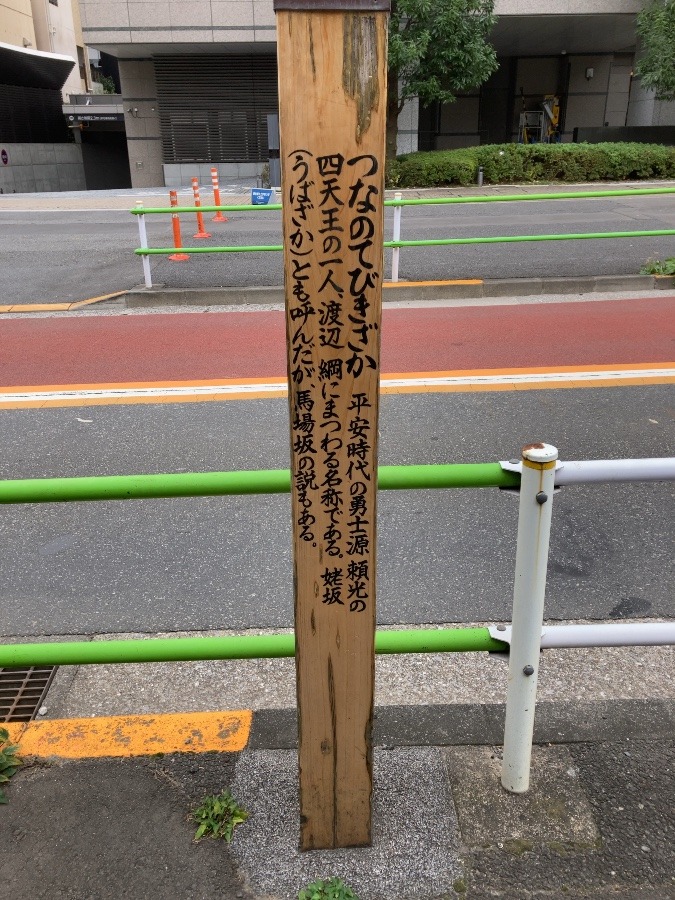 つなのてびきざか　平安時代の勇士源 頼光の
四天王の一人、渡辺 綱にまつわる名称である。姥坂
（うばざか）とも呼んだが、馬場坂の説もある。